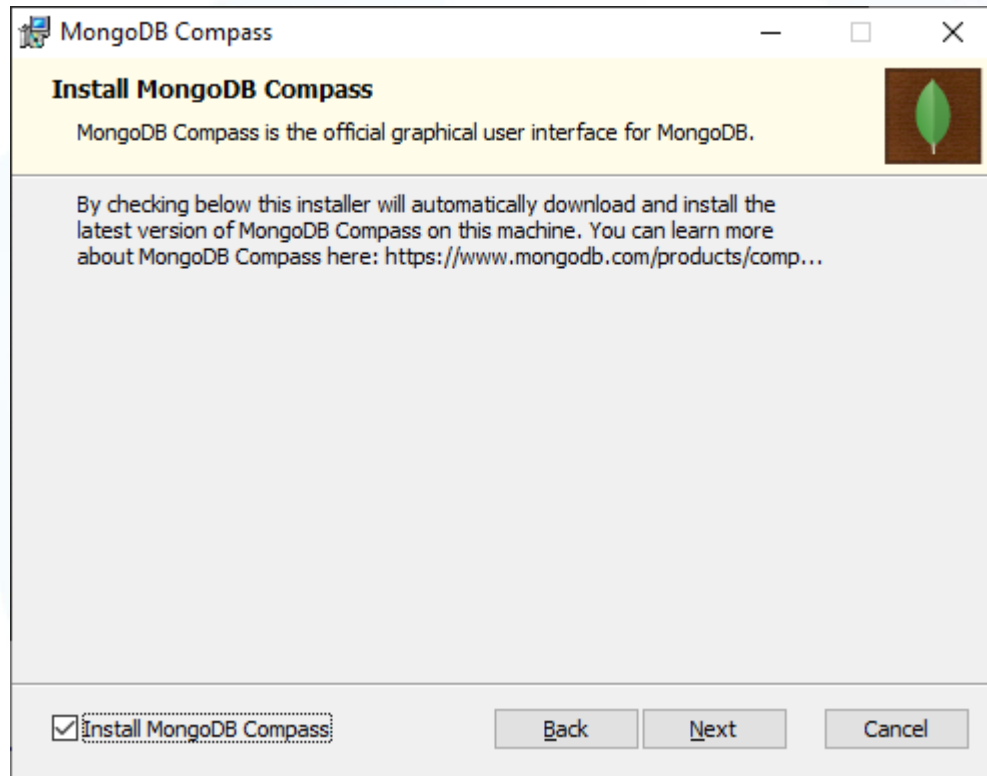 MongoDB Compass
Install MongoDB Compass
MongoDB Compass is the official graphical user interface for MongoDB.
By checking below this installer will automatically download and install the
latest version of MongoDB Compass on this machine. You can learn more
about MongoDB Compass here: https://www.mongodb.com/products/comp...
Install MongoDB Compass
Back
Next
Cancel